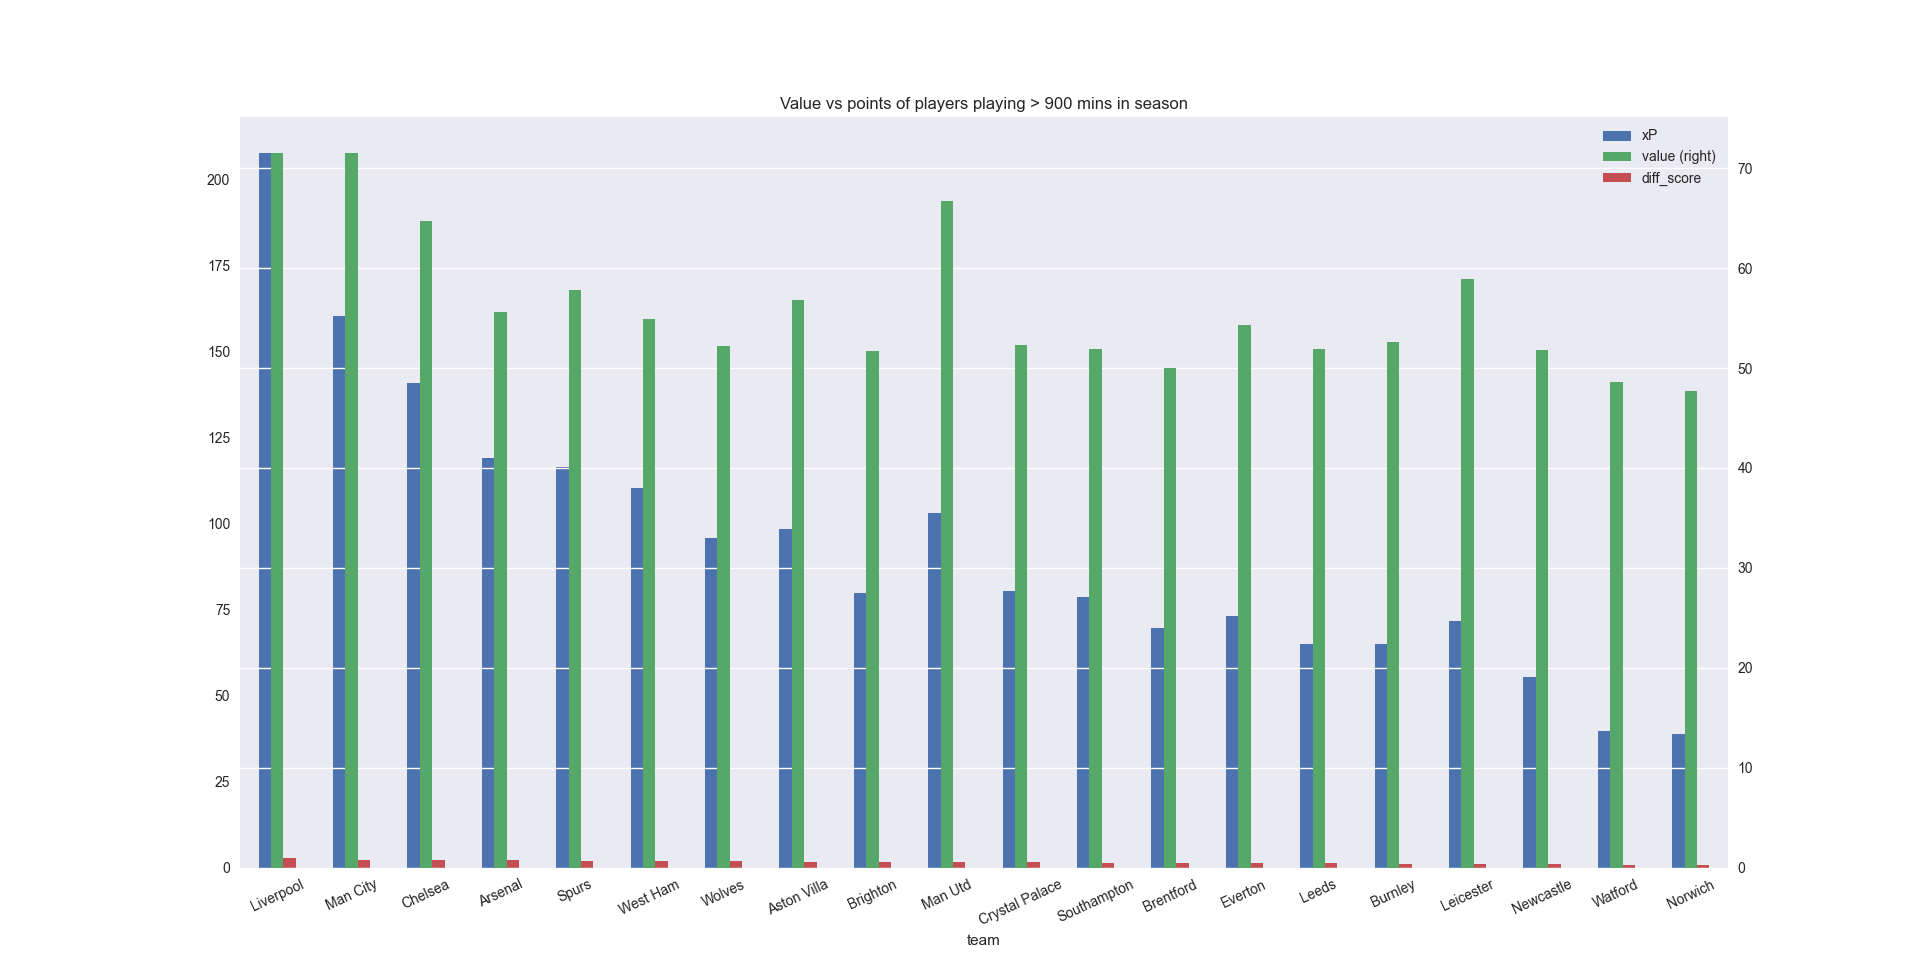 Value vs points of players playing > 900 mins in season
xP
value (right)
diff_score
200
175
150
125
100
75
50
25
0
70
60
50
40
30
20
10
0
Liverpool
Man City
Chelsea
Arsenal
Spurs
West Ham
Wolves
Aston Villa
Brighton
Man Utd
Crystal Palace
Southampton
Brentford
Everton
Leeds
Burnley
Leicester
Newcastle
Watford
Norwich
team